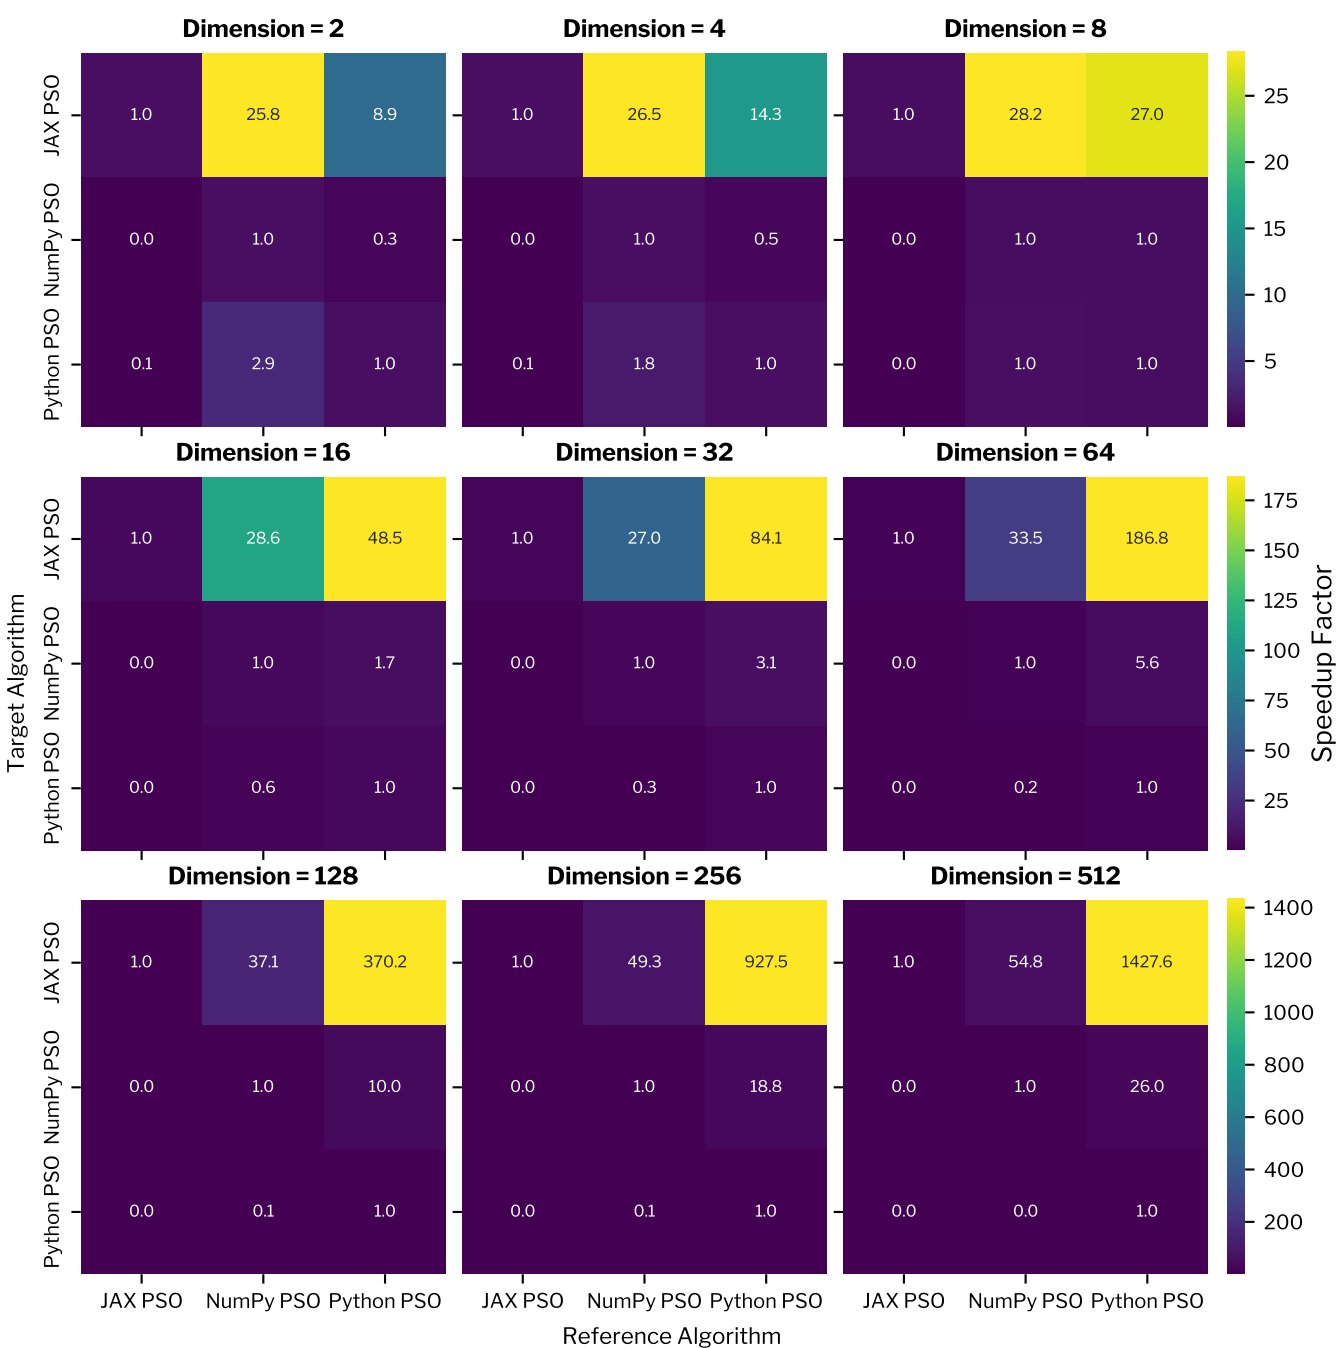 Dimension = 2
Dimension = 4
Dimension = 8
JAX PSO
1.0 25.8 8.9
1.0 26.5 14.3
1.0 28.2 27.0
NumPy PSO
0.0 1.0 0.3
0.0 1.0 0.5
0.0 1.0 1.0
Python PSO
0.1 2.9 1.0
0.1 1.8 1.0
0.0 1.0 1.0
25
20
15
10
5
Dimension = 16
Dimension = 32
Dimension = 64
JAX PSO
1.0 28.6 48.5
1.0 27.0 84.1
1.0 33.5 186.8
NumPy PSO
0.0 1.0 1.7
0.0 1.0 3.1
0.0 1.0 5.6
Python PSO
0.0 0.6 1.0
0.0 0.3 1.0
0.0 0.2 1.0
175
150
125
100
75
50
25
Target Algorithm
Speedup Factor
Dimension = 128
Dimension = 256
Dimension = 512
JAX PSO
1.0 37.1 370.2
1.0 49.3 927.5
1.0 54.8 1427.6
NumPy PSO
0.0 1.0 10.0
0.0 1.0 18.8
0.0 1.0 26.0
Python PSO
0.0 0.1 1.0
0.0 0.1 1.0
0.0 0.0 1.0
1400
1200
1000
800
600
400
200
JAX PSO NumPy PSO Python PSO
JAX PSO NumPy PSO Python PSO
JAX PSO NumPy PSO Python PSO
Reference Algorithm